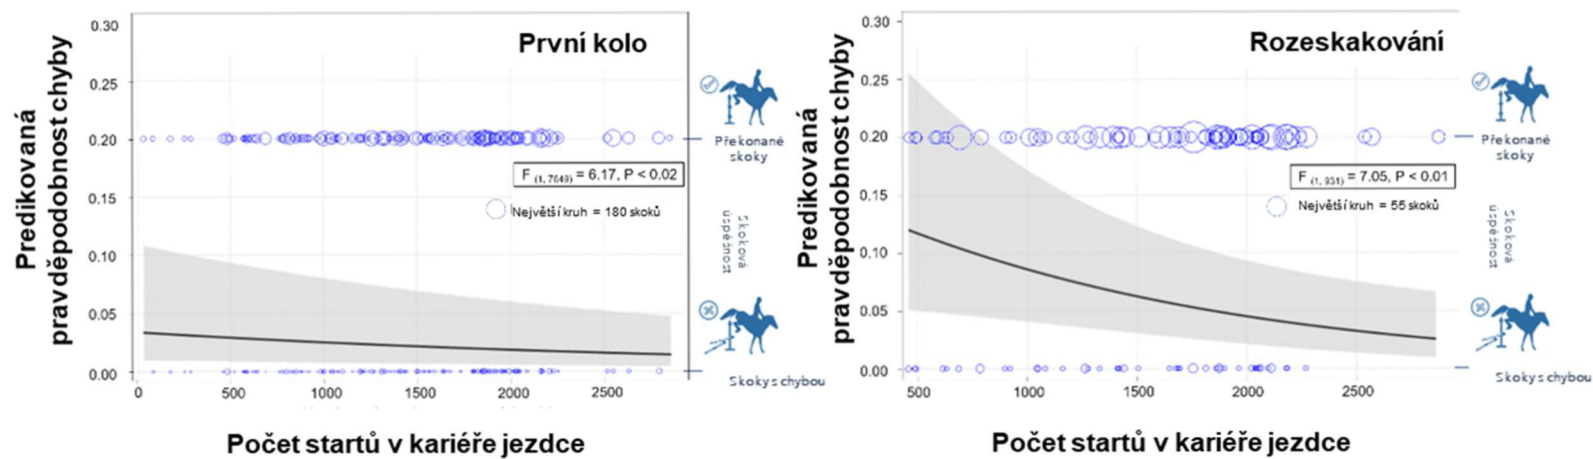 Predikovaná
pravděpodobnost chyby
0.30
0.25
0.20
0.15
0.10
0.05
0.00
První kolo
F (1, 7649) = 6.17, P < 0.02
Největší kruh = 180 skoků
500
1000
1500
2000
2500
Počet startů v kariéře jezdce
Překonané
skoky
Skoková
úspěšnost
Skoky s chybou
Predikovaná
pravděpodobnost chyby
0.30
0.25
0.20
0.15
0.10
0.05
0.00
Rozeskakování
F (1, 931) = 7.05, P < 0.01
Největší kruh = 55 skoků
500
1000
1500
2000
2500
Počet startů v kariéře jezdce
Překonané
skoky
Skoková
úspěšnost
Skoky s chybou